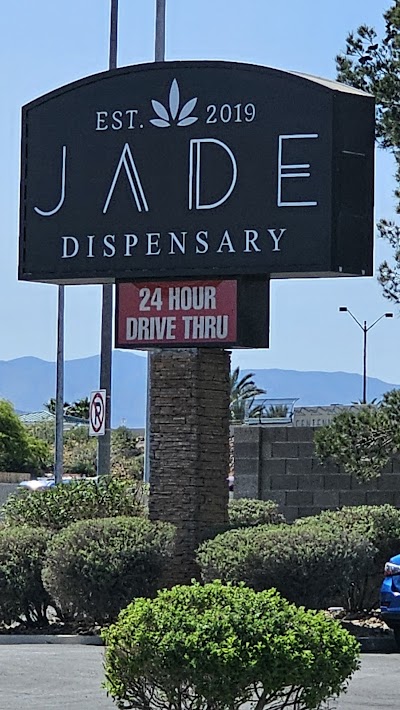 EST. 2019
JADE
DISPENSARY
24 HOUR
DRIVE THRU